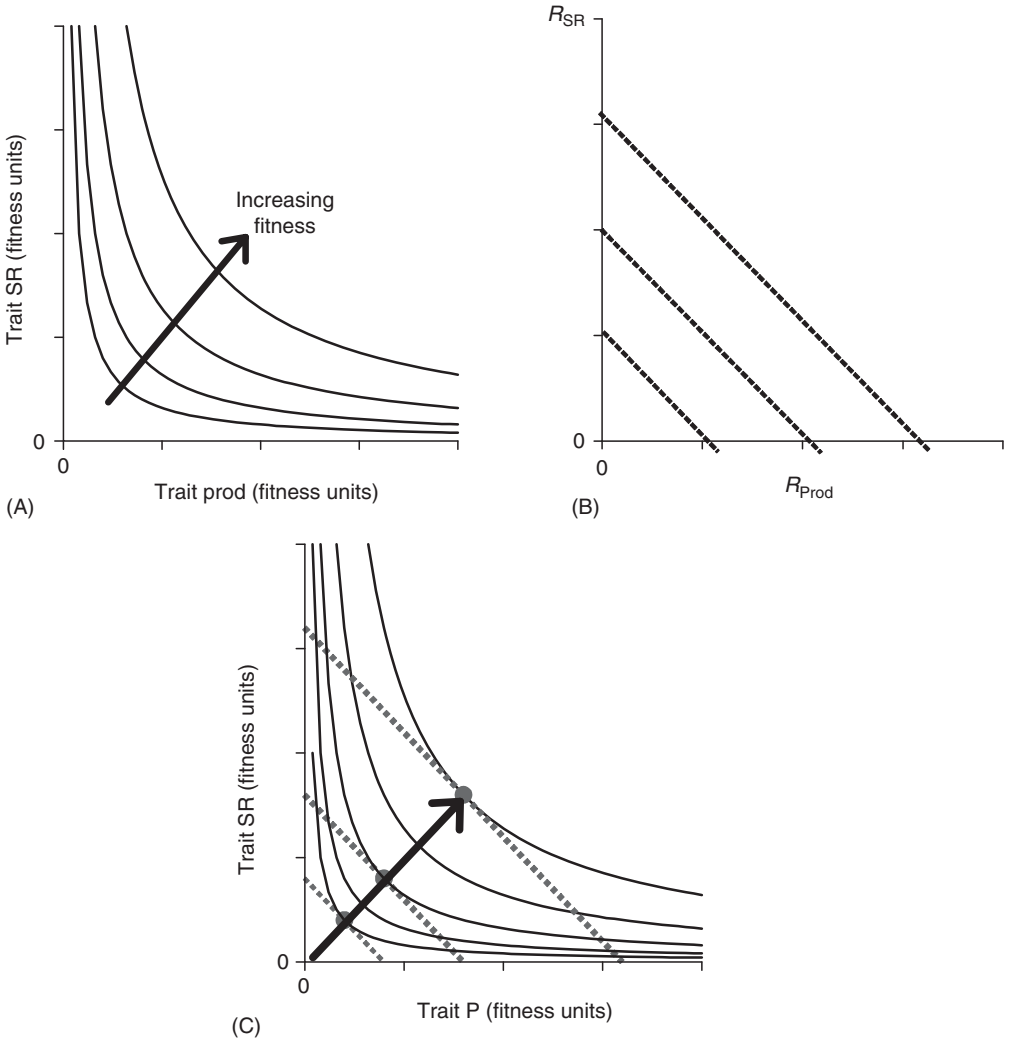 Trait SR (fitness units)
Increasing
fitness
0
0
Trait prod (fitness units)
(A)
R_SR
0
0
R_Prod
(B)
Trait SR (fitness units)
0
0
Trait P (fitness units)
(C)